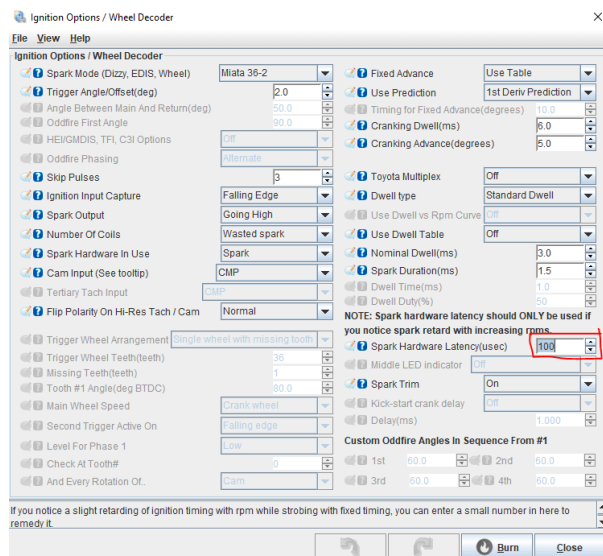 Ignition Options / Wheel Decoder
File View Help
Ignition Options / Wheel Decoder
Spark Mode (Dizzy, EDIS, Wheel) Miata 36-2
Trigger Angle/Offset(deg) 2.0
Angle Between Main And Return(deg) 50.0
Oddfire First Angle 90.0
HEI/GMDIS, TFI, C3I Options Off
Oddfire Phasing Alternate
Skip Pulses 3
Ignition Input Capture Falling Edge
Spark Output Going High
Number Of Coils Wasted spark
Spark Hardware In Use Spark
Cam Input (See tooltip) CMP
Tertiary Tach Input CMP
Flip Polarity On Hi-Res Tach / Cam Normal
Trigger Wheel Arrangement Single wheel with missing tooth
Trigger Wheel Teeth(teeth) 36
Missing Teeth(teeth) 1
Tooth #1 Angle(deg BTDC) 80.0
Main Wheel Speed Crank wheel
Second Trigger Active On Falling edge
Level For Phase 1 Low
Check At Tooth# 0
And Every Rotation Of.. Cam
Fixed Advance Use Table
Use Prediction 1st Deriv Prediction
Timing for Fixed Advance(degrees) 10.0
Cranking Dwell(ms) 6.0
Cranking Advance(degrees) 5.0
Toyota Multiplex Off
Dwell type Standard Dwell
Use Dwell vs Rpm Curve Off
Use Dwell Table Off
Nominal Dwell(ms) 3.0
Spark Duration(ms) 1.5
Dwell Time(ms) 1.0
Dwell Duty(%) 50
NOTE: Spark hardware latency should ONLY be used if
you notice spark retard with increasing rpms.
Spark Hardware Latency(usec) 100
Middle LED indicator Off
Spark Trim On
Kick-start crank delay Off
Delay(ms) 1.000
Custom Oddfire Angles In Sequence From #1
1st 60.0 2nd 60.0
3rd 60.0 4th 60.0
If you notice a slight retarding of ignition timing with rpm while strobing with fixed timing, you can enter a small number in here to
remedy it.
Burn Close